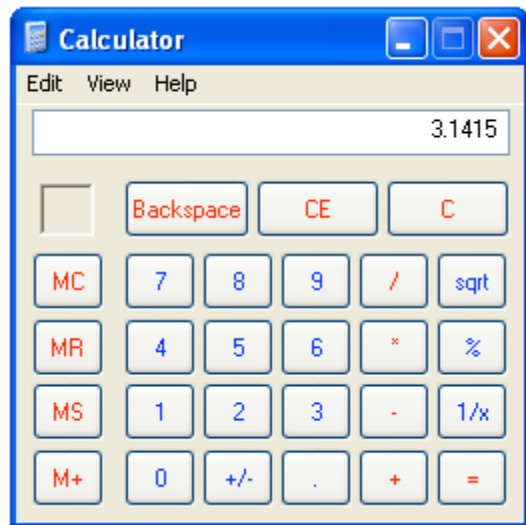 Calculator
Edit View Help
3.1415
Backspace CE C
MC 7 8 9 / sqrt
MR 4 5 6 * %
MS 1 2 3 - 1/x
M+ 0 +/- . + =